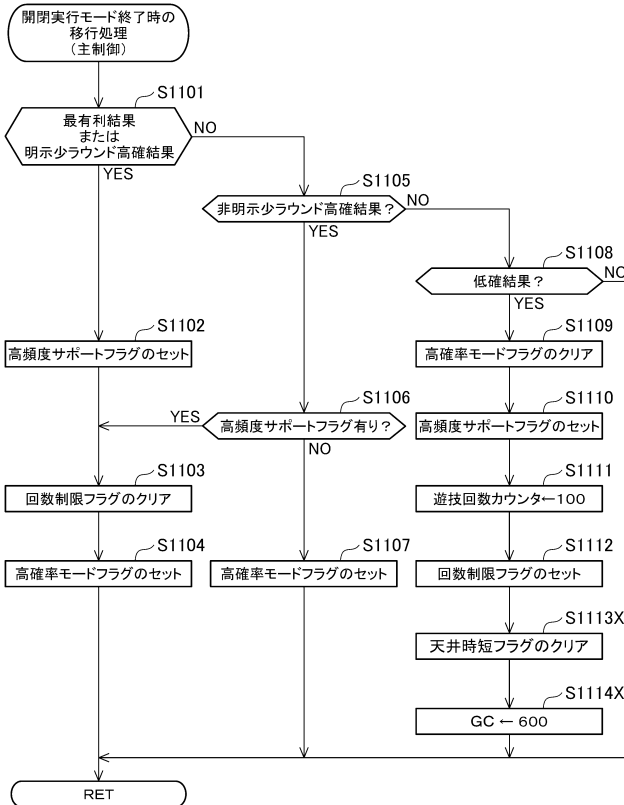 開閉実行モード終了時の
移行処理
(主制御)
S1101
最有利結果
または
明示少ラウンド高確結果
NO
YES
S1105
非明示少ラウンド高確結果？
NO
YES
S1108
低確結果？
NO
YES
S1102
高頻度サポートフラグのセット
S1109
高確率モードフラグのクリア
S1106
高頻度サポートフラグ有り？
YES
NO
S1110
高頻度サポートフラグのセット
S1103
回数制限フラグのクリア
S1111
遊技回数カウンタ←100
S1104
高確率モードフラグのセット
S1107
高確率モードフラグのセット
S1112
回数制限フラグのセット
S1113X
天井時短フラグのクリア
S1114X
GC ← 600
RET